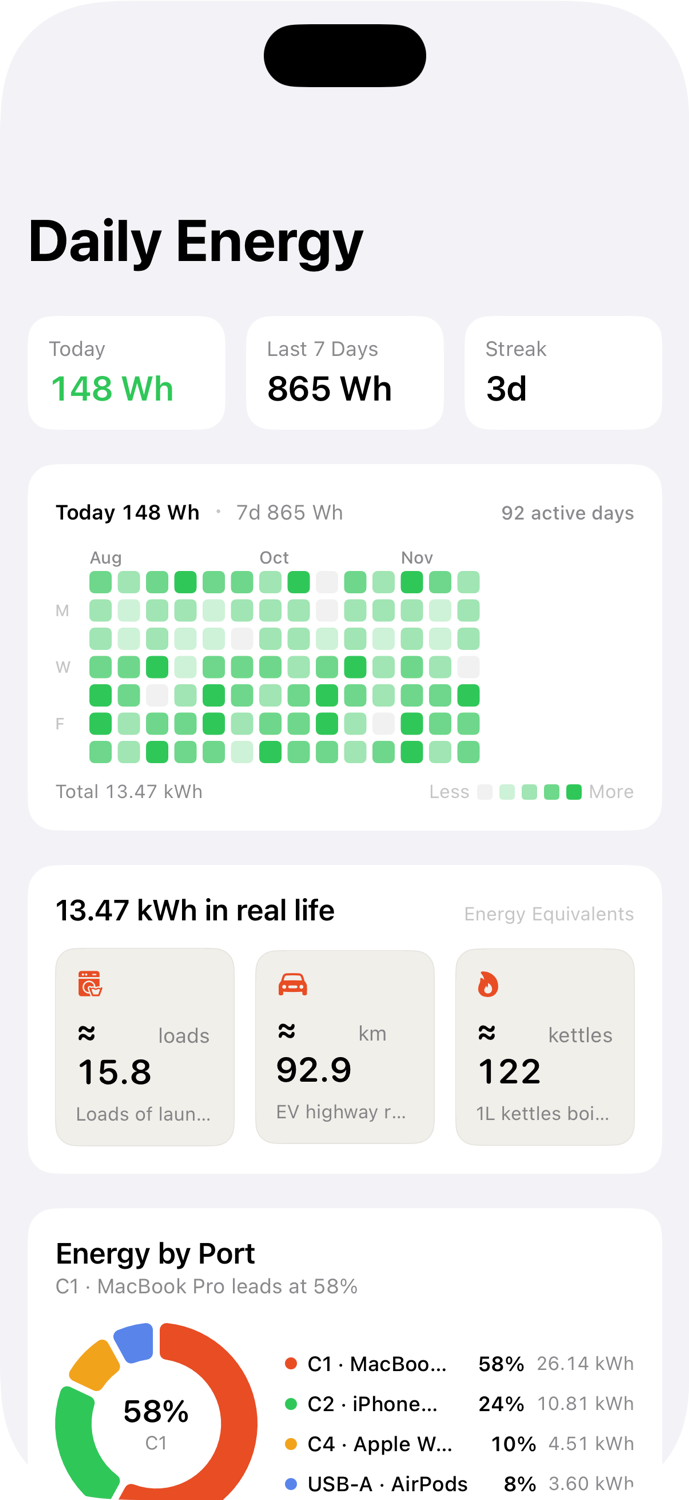 Daily Energy
Today
148 Wh
Last 7 Days
865 Wh
Streak
3d
Today 148 Wh • 7d 865 Wh
92 active days
Aug Oct Nov
M
W
F
Total 13.47 kWh
Less More
13.47 kWh in real life
Energy Equivalents
≈ loads
15.8
Loads of laun...
≈ km
92.9
EV highway r...
≈ kettles
122
1L kettles boi...
Energy by Port
C1 · MacBook Pro leads at 58%
58%
C1
C1 · MacBoo... 58% 26.14 kWh
C2 · iPhone... 24% 10.81 kWh
C4 · Apple W... 10% 4.51 kWh
USB-A · AirPods 8% 3.60 kWh